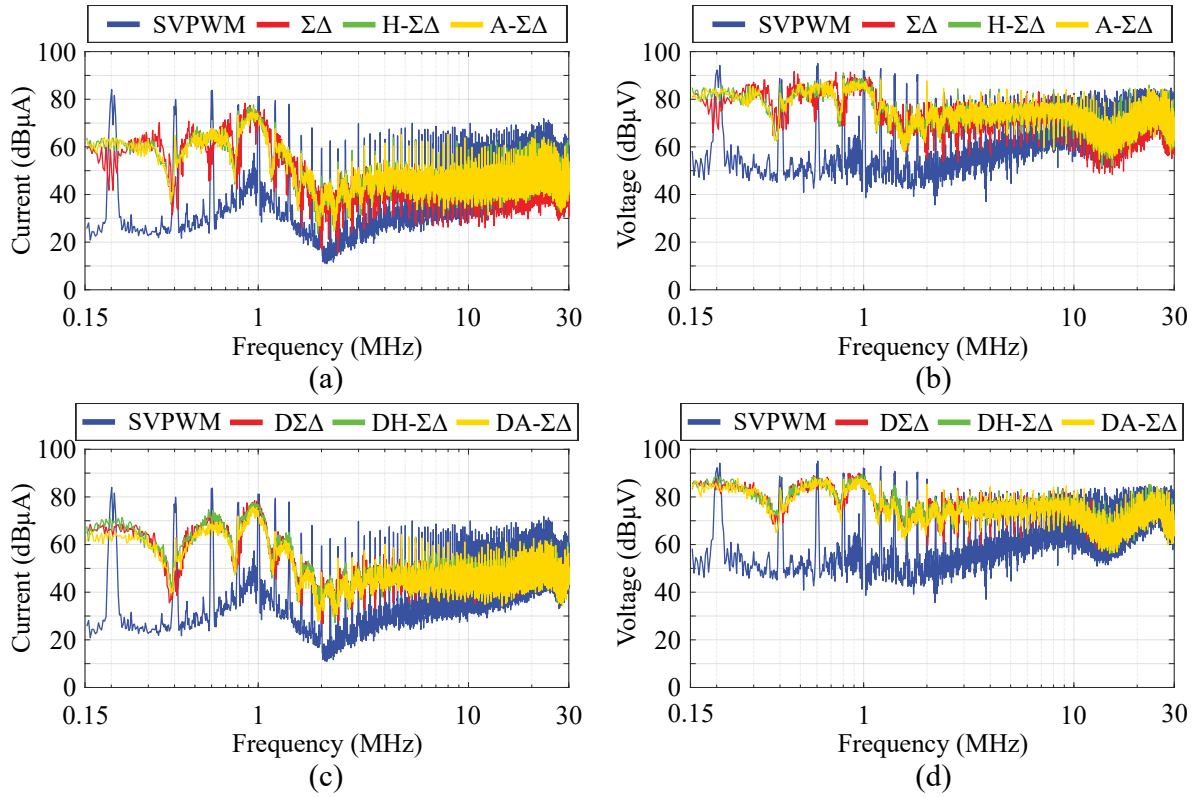 SVPWM ΣΔ H-ΣΔ A-ΣΔ
100
80
60
40
20
0
Current (dBµA)
0.15 1 10 30
Frequency (MHz)
(a)
SVPWM ΣΔ H-ΣΔ A-ΣΔ
100
80
60
40
20
0
Voltage (dBµV)
0.15 1 10 30
Frequency (MHz)
(b)
SVPWM DΣΔ DH-ΣΔ DA-ΣΔ
100
80
60
40
20
0
Current (dBµA)
0.15 1 10 30
Frequency (MHz)
(c)
SVPWM DΣΔ DH-ΣΔ DA-ΣΔ
100
80
60
40
20
0
Voltage (dBµV)
0.15 1 10 30
Frequency (MHz)
(d)